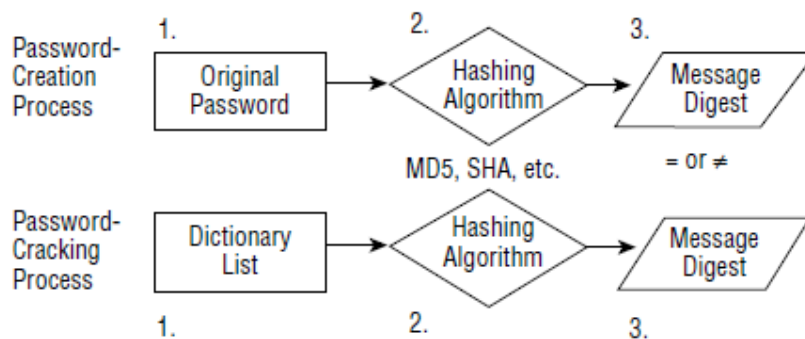 1.
2.
3.
Password-
Creation
Process
Original
Password
Hashing
Algorithm
Message
Digest
MD5, SHA, etc.
= or ≠
Password-
Cracking
Process
Dictionary
List
Hashing
Algorithm
Message
Digest
1.
2.
3.